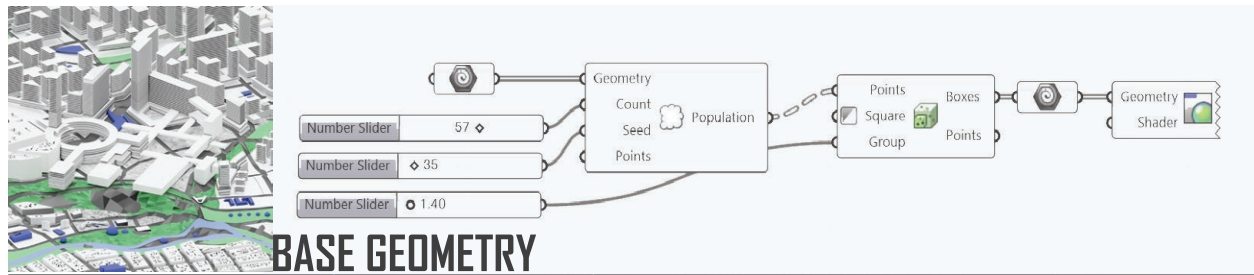 Geometry
Count
Seed
Points
Population
Number Slider 57
Number Slider 35
Number Slider 1.40
Points
Square
Group
Boxes
Points
Geometry
Shader
BASE GEOMETRY